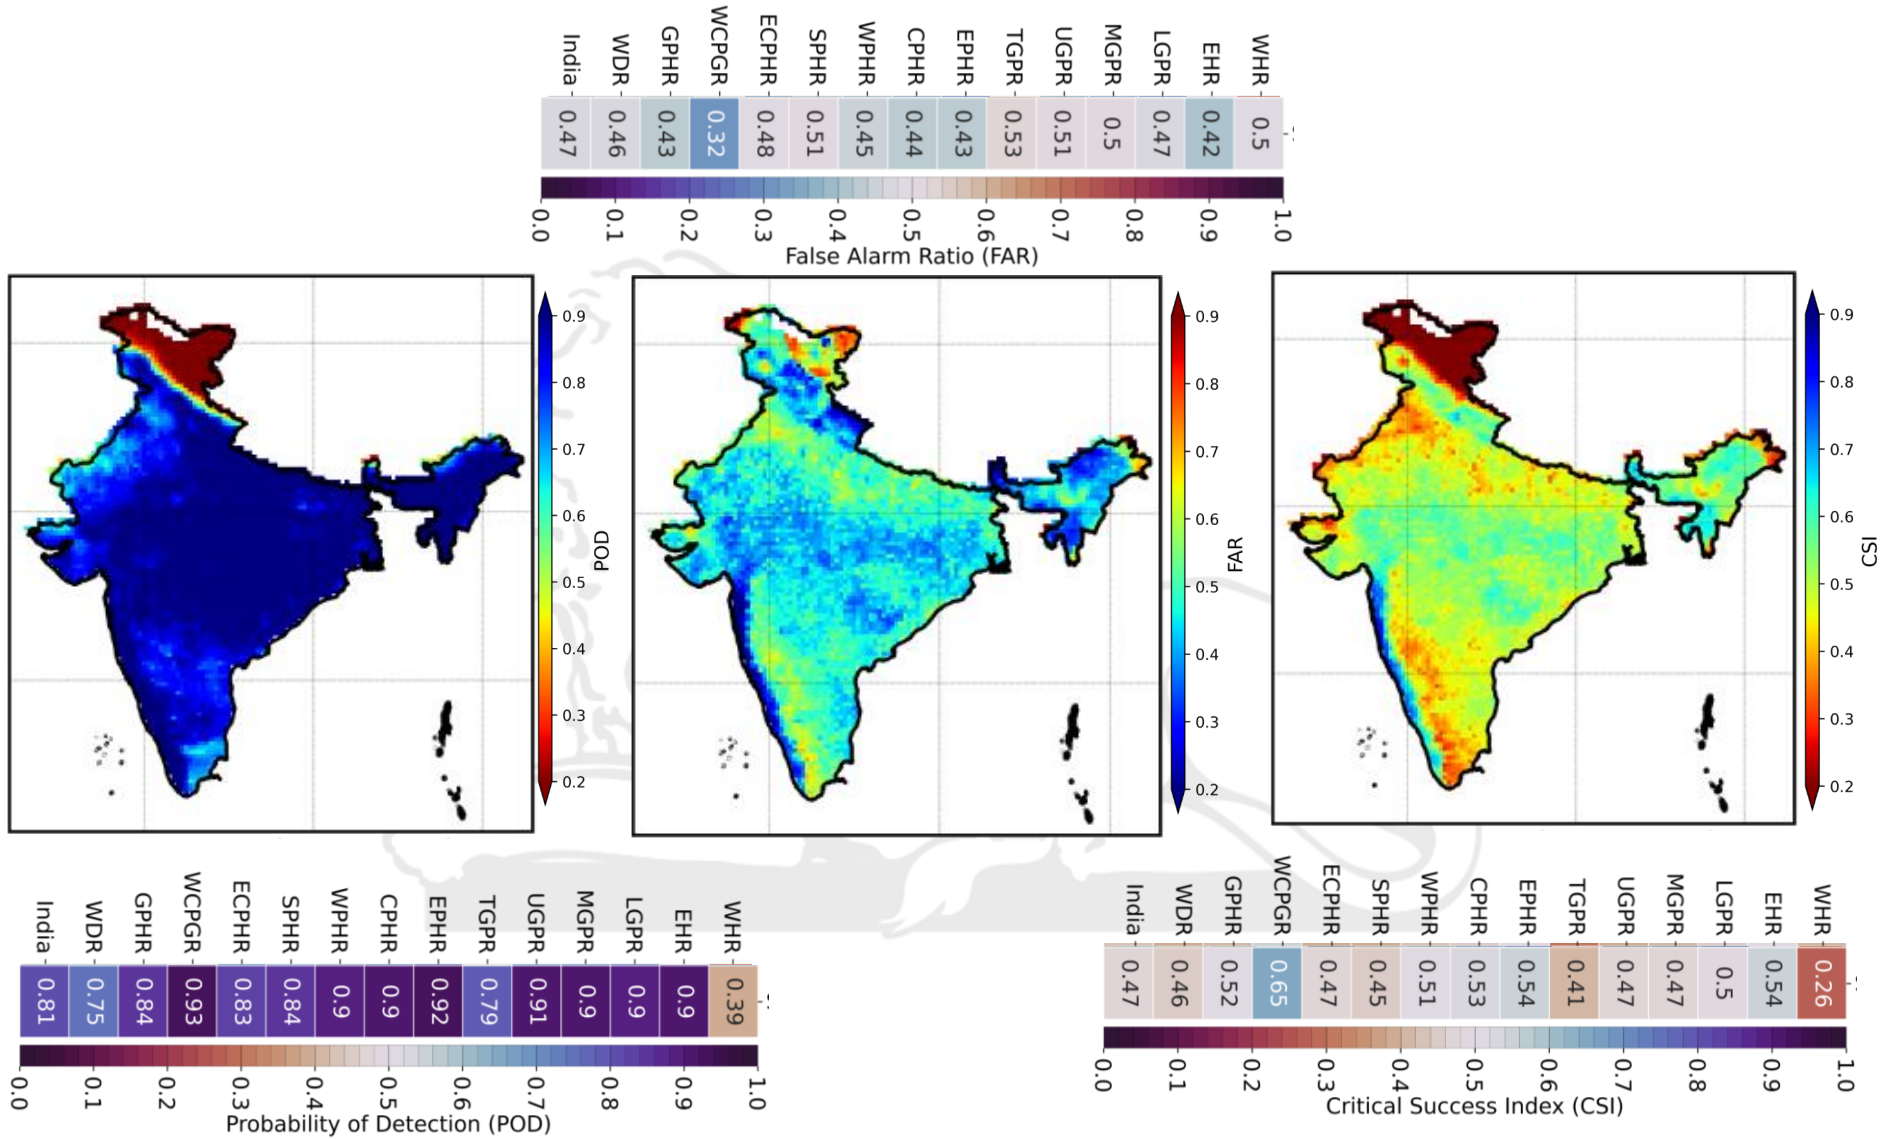 India WDR GPHR WCPGR ECPHR SPHR WPHR CPHR EPHR TGPR UGPR MGPR LGPR EHR WHR
0.47 0.46 0.43 0.32 0.48 0.51 0.45 0.44 0.43 0.53 0.51 0.5 0.47 0.42 0.5
0.0 0.1 0.2 0.3 0.4 0.5 0.6 0.7 0.8 0.9 1.0
False Alarm Ratio (FAR)
0.9
0.8
0.7
0.6
0.5
0.4
0.3
0.2
POD
0.9
0.8
0.7
0.6
0.5
0.4
0.3
0.2
FAR
0.9
0.8
0.7
0.6
0.5
0.4
0.3
0.2
CSI
India WDR GPHR WCPGR ECPHR SPHR WPHR CPHR EPHR TGPR UGPR MGPR LGPR EHR WHR
0.81 0.75 0.84 0.93 0.83 0.84 0.9 0.9 0.92 0.79 0.91 0.9 0.9 0.9 0.39
0.0 0.1 0.2 0.3 0.4 0.5 0.6 0.7 0.8 0.9 1.0
Probability of Detection (POD)
India WDR GPHR WCPGR ECPHR SPHR WPHR CPHR EPHR TGPR UGPR MGPR LGPR EHR WHR
0.47 0.46 0.52 0.65 0.47 0.45 0.51 0.53 0.54 0.41 0.47 0.47 0.5 0.54 0.26
0.0 0.1 0.2 0.3 0.4 0.5 0.6 0.7 0.8 0.9 1.0
Critical Success Index (CSI)